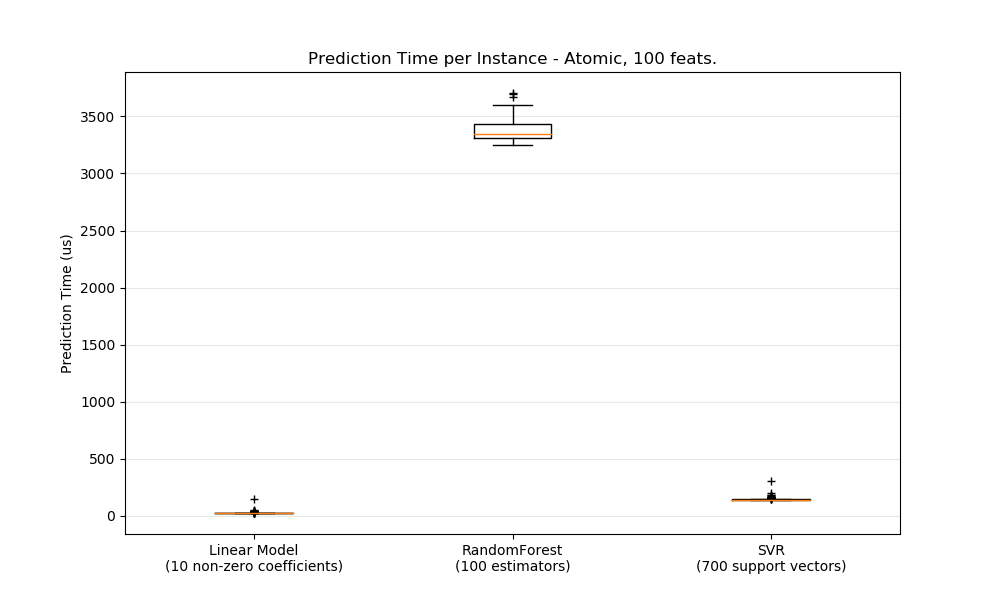 Prediction Time per Instance - Atomic, 100 feats.
Prediction Time (us)
3500
3000
2500
2000
1500
1000
500
0
Linear Model
(10 non-zero coefficients)
RandomForest
(100 estimators)
SVR
(700 support vectors)